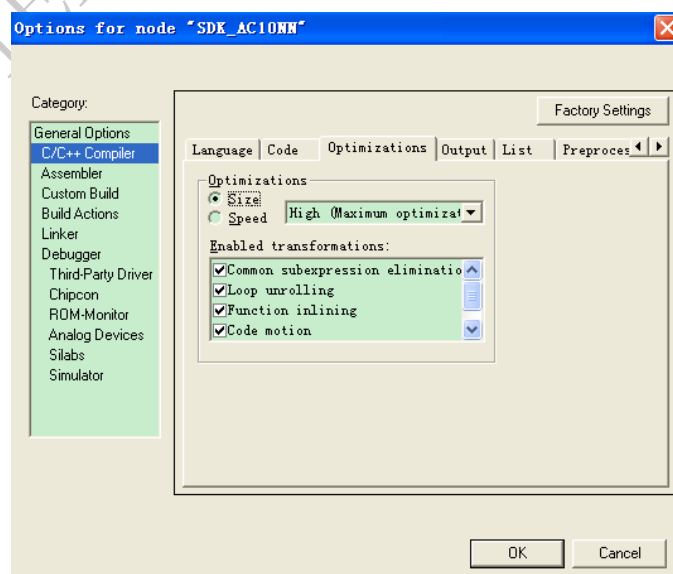 Options for node "SDK_AC10NN"
Category:
Factory Settings
General Options
C/C++ Compiler
Assembler
Custom Build
Build Actions
Linker
Debugger
Third-Party Driver
Chipcon
ROM-Monitor
Analog Devices
Silabs
Simulator
Language Code Optimizations Output List Preproces
Optimizations
Size
Speed High (Maximum optimizat
Enabled transformations:
Common subexpression eliminatio
Loop unrolling
Function inlining
Code motion
OK Cancel